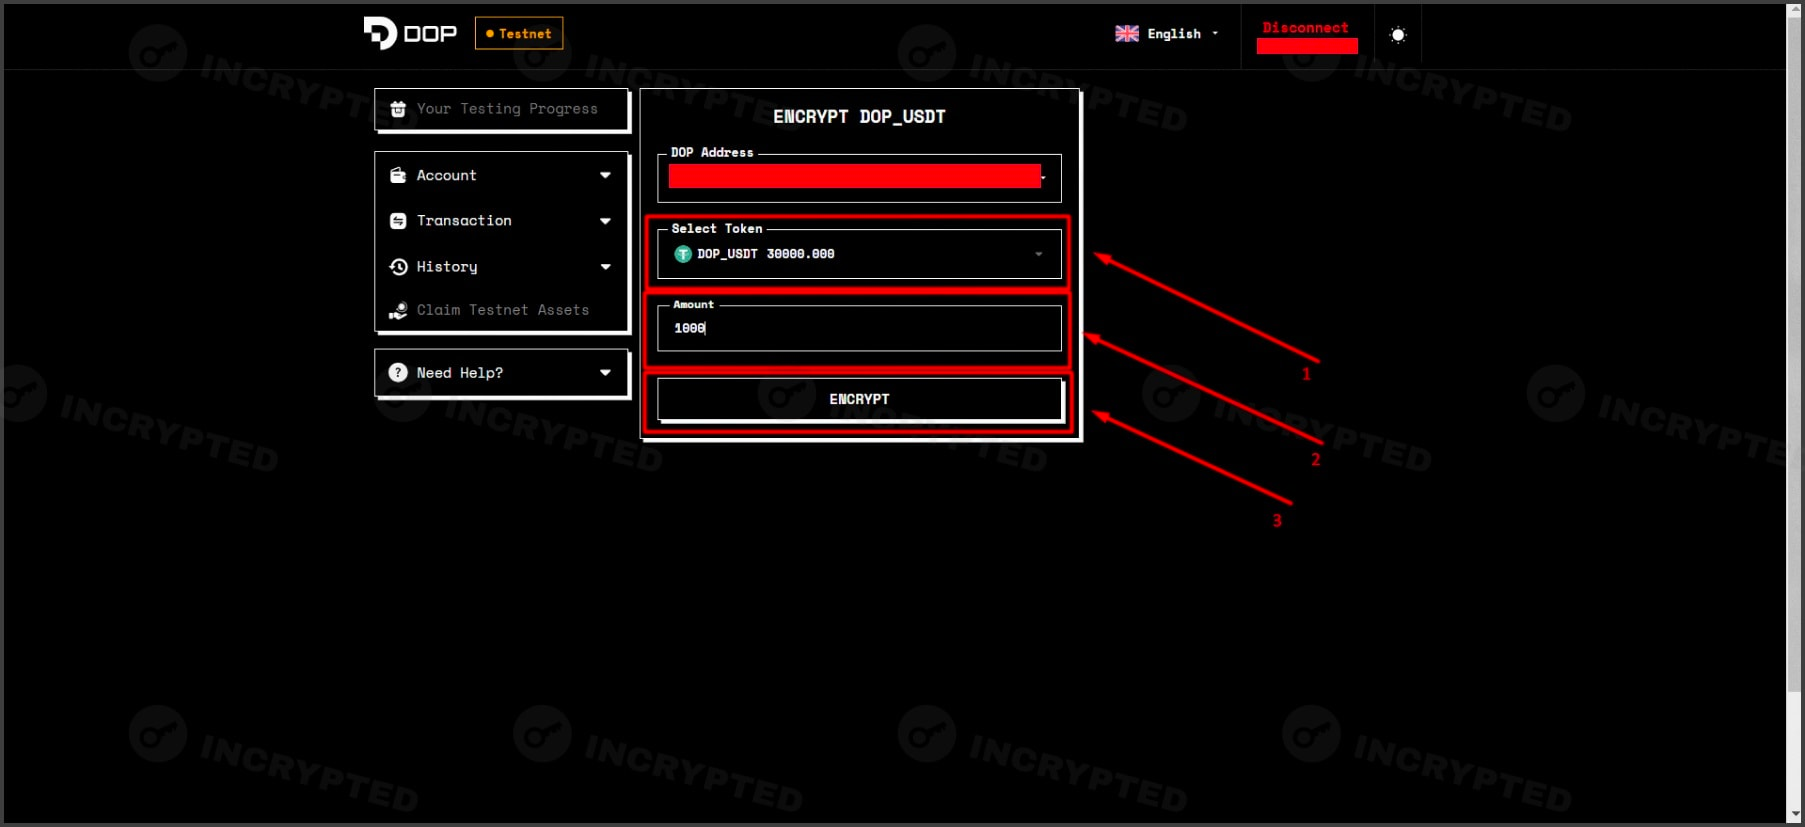 DOP
Testnet
English
Disconnect
Your Testing Progress
Account
Transaction
History
Claim Testnet Assets
Need Help?
ENCRYPT DOP_USDT
DOP Address
Select Token
DOP_USDT 30000.000
Amount
1000
ENCRYPT
1
2
3
INCRYPTED
INCRYPTED
INCRYPTED
INCRYPTED
INCRYPTED
INCRYPTED
INCRYPTED
INCRYPTED
INCRYPTED
INCRYPTED
INCRYPTED
INCRYPTED
INCRYPTED